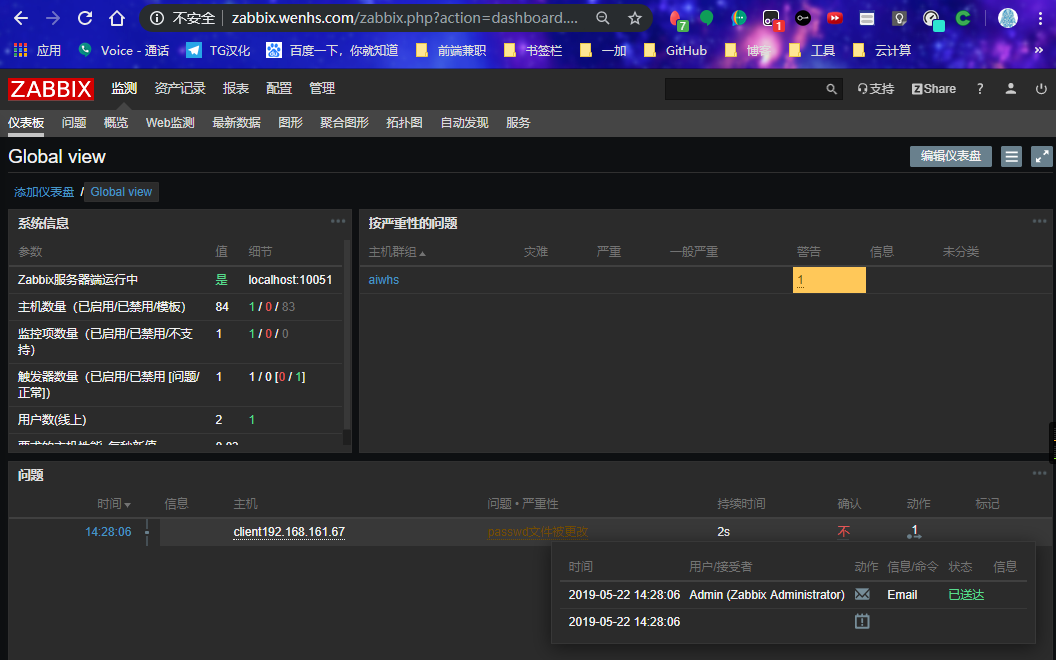 不安全 zabbix.wenhs.com/zabbix.php?action=dashboard....
7 1
应用 Voice - 通话 TG汉化 百度一下，你就知道 前端兼职 书签栏 一加 GitHub 博客 工具 云计算 »
ZABBIX 监测 资产记录 报表 配置 管理 支持 Z Share ?
仪表板 问题 概览 Web监测 最新数据 图形 聚合图形 拓扑图 自动发现 服务
Global view 编辑仪表盘
添加仪表盘 / Global view
系统信息
参数 值 细节
Zabbix服务器端运行中 是 localhost:10051
主机数量（已启用/已禁用/模板） 84 1 / 0 / 83
监控项数量（已启用/已禁用/不支持） 1 1 / 0 / 0
触发器数量（已启用/已禁用 [问题/正常]） 1 1 / 0 [0 / 1]
用户数(线上) 2 1
按严重性的问题
主机群组 灾难 严重 一般严重 警告 信息 未分类
aiwhs 1
问题
时间 信息 主机 问题 • 严重性 持续时间 确认 动作 标记
14:28:06 client192.168.161.67 passwd文件被更改 2s 不 1
时间 用户/接受者 动作 信息/命令 状态 信息
2019-05-22 14:28:06 Admin (Zabbix Administrator) Email 已送达
2019-05-22 14:28:06